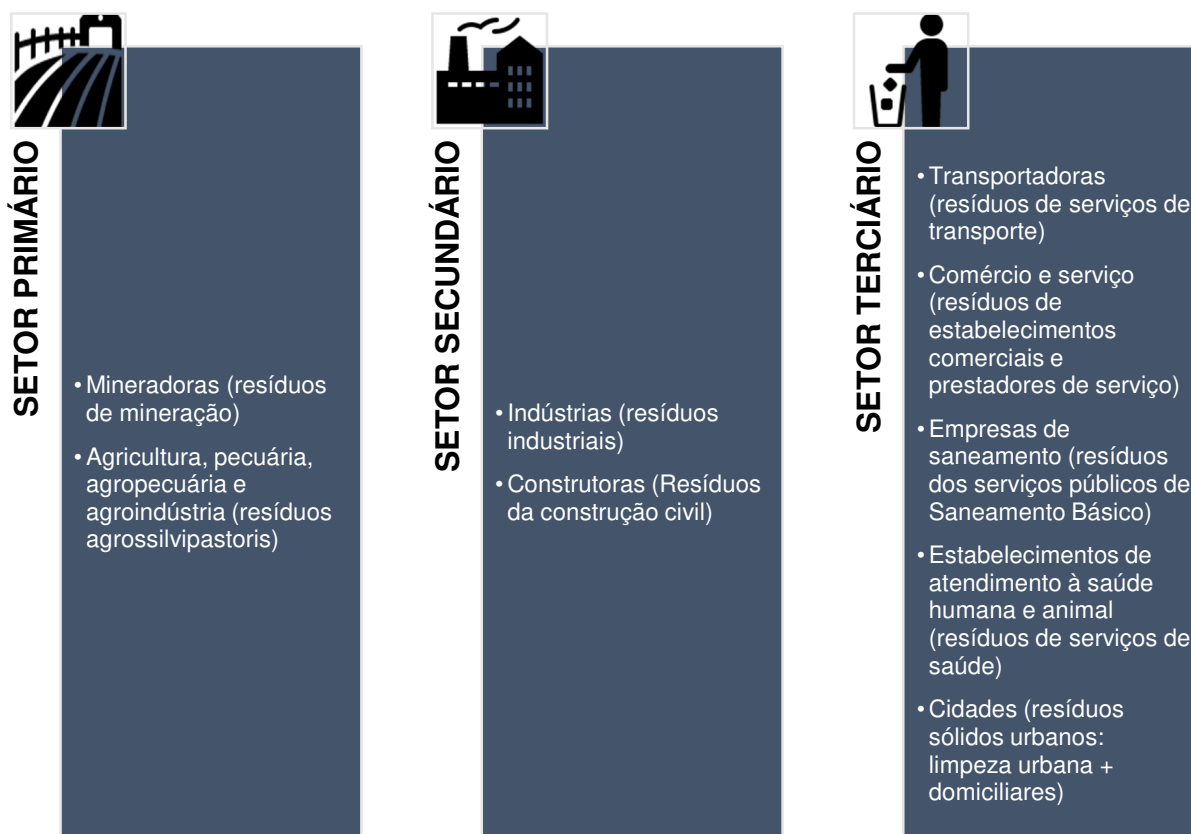 SETOR PRIMÁRIO
• Mineradoras (resíduos
de mineração)
• Agricultura, pecuária,
agropecuária e
agroindústria (resíduos
agrossilvipastoris)
SETOR SECUNDÁRIO
• Indústrias (resíduos
industriais)
• Construtoras (Resíduos
da construção civil)
SETOR TERCIÁRIO
• Transportadoras
(resíduos de serviços de
transporte)
• Comércio e serviço
(resíduos de
estabelecimentos
comerciais e
prestadores de serviço)
• Empresas de
saneamento (resíduos
dos serviços públicos de
Saneamento Básico)
• Estabelecimentos de
atendimento à saúde
humana e animal
(resíduos de serviços de
saúde)
• Cidades (resíduos
sólidos urbanos:
limpeza urbana +
domiciliares)